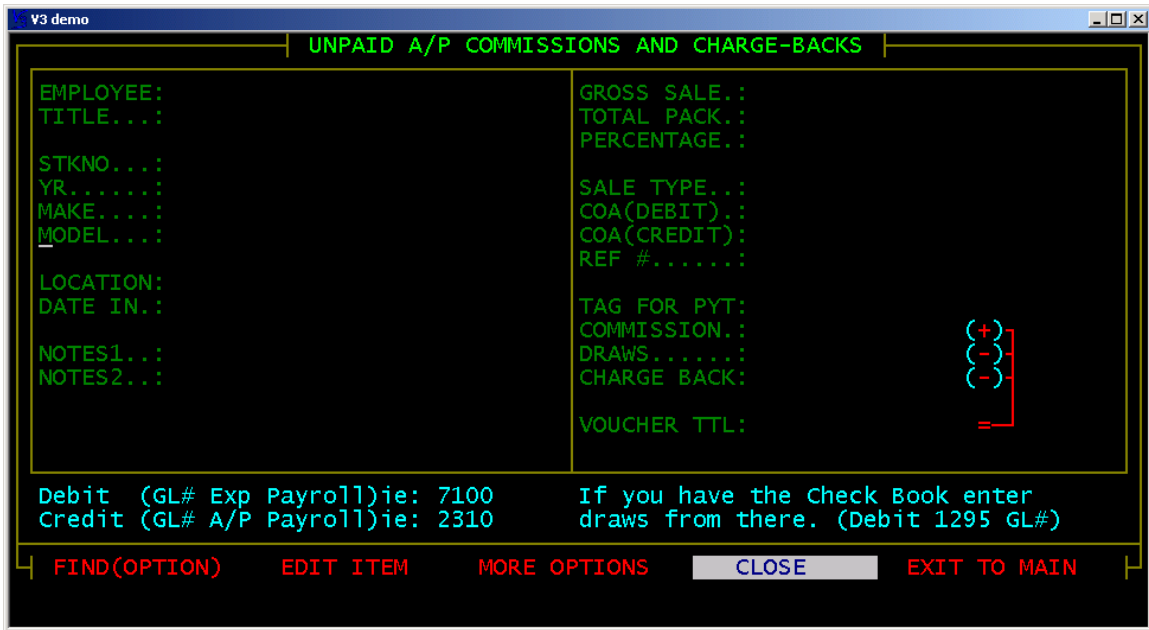 V3 demo
UNPAID A/P COMMISSIONS AND CHARGE-BACKS
EMPLOYEE:
TITLE...:
STKNO...:
YR......:
MAKE....:
MODEL...:
LOCATION:
DATE IN.:
NOTES1..:
NOTES2..:
GROSS SALE.:
TOTAL PACK.:
PERCENTAGE.:
SALE TYPE..:
COA(DEBIT).:
COA(CREDIT):
REF #......:
TAG FOR PYT:
COMMISSION.: (+)
DRAWS......: (-)
CHARGE BACK: (-)
VOUCHER TTL: =
Debit  (GL# Exp Payroll)ie: 7100
Credit (GL# A/P Payroll)ie: 2310
If you have the Check Book enter
draws from there. (Debit 1295 GL#)
FIND(OPTION) EDIT ITEM MORE OPTIONS CLOSE EXIT TO MAIN